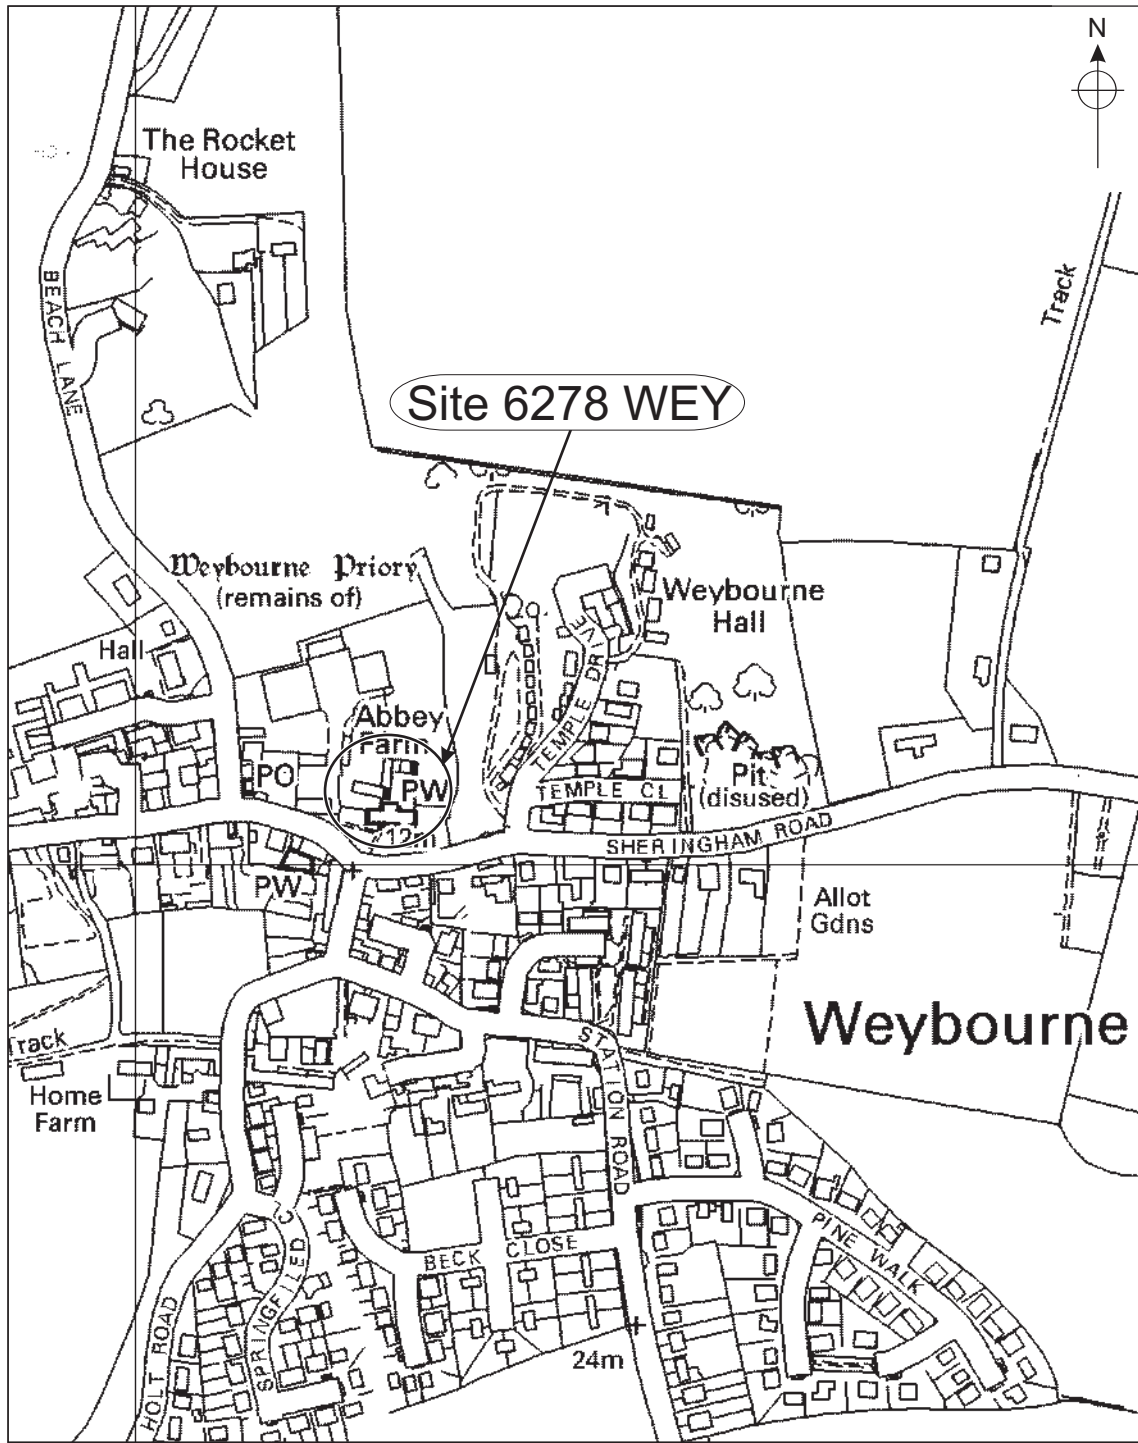 N
The Rocket
House
BEACH LANE
Track
Site 6278 WEY
Weybourne Priory
(remains of)
Weybourne
Hall
Hall
TEMPLE DRIVE
Abbey
Farm
PO
PW
12m
TEMPLE CL
Pit
(disused)
SHERINGHAM ROAD
PW
Allot
Gdns
Weybourne
Track
Home
Farm
STATION ROAD
HOLT ROAD
SPRINGFIELD C
BECK CLOSE
PINE WALK
24m